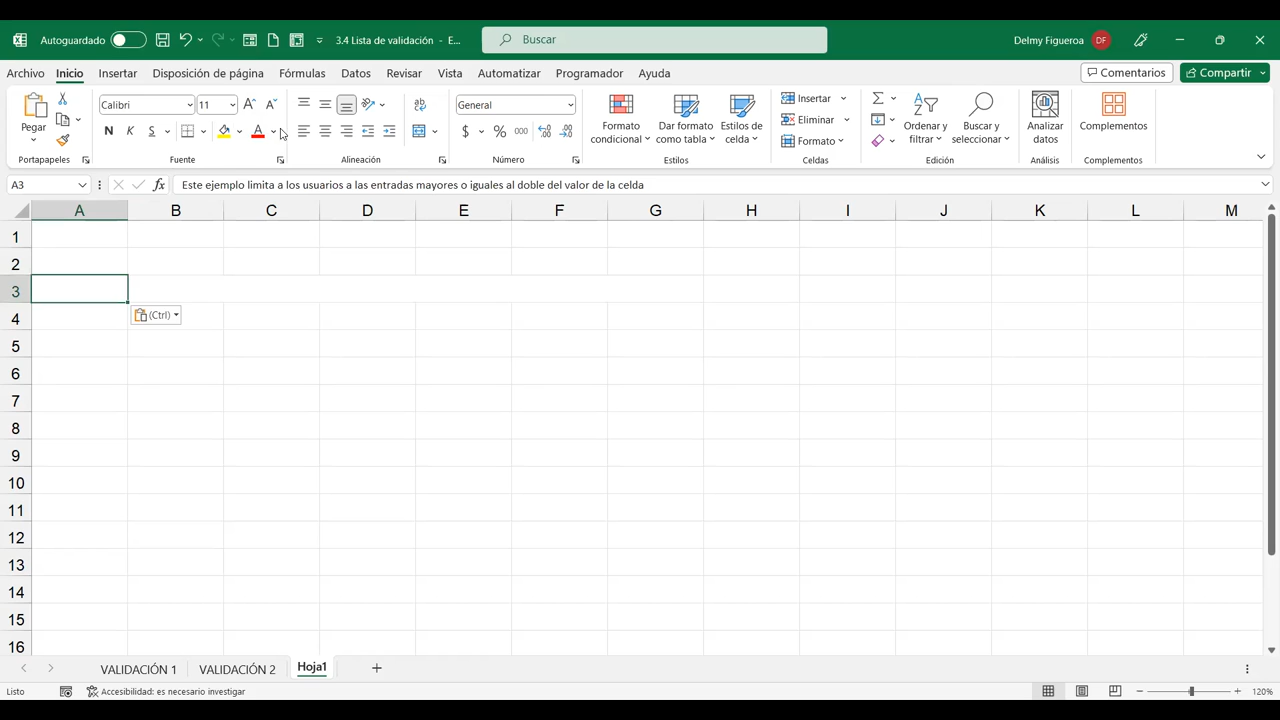 Autoguardado
3.4 Lista de validación - E...
Buscar
Delmy Figueroa
DF
Archivo
Inicio
Insertar
Disposición de página
Fórmulas
Datos
Revisar
Vista
Automatizar
Programador
Ayuda
Comentarios
Compartir
Pegar
Calibri
11
N K S
General
$ % 000
Formato condicional
Dar formato como tabla
Estilos de celda
Insertar
Eliminar
Formato
Ordenar y filtrar
Buscar y seleccionar
Analizar datos
Complementos
Portapapeles
Fuente
Alineación
Número
Estilos
Celdas
Edición
Análisis
Complementos
A3
fx
Este ejemplo limita a los usuarios a las entradas mayores o iguales al doble del valor de la celda
A B C D E F G H I J K L M
1
2
3
(Ctrl)
4
5
6
7
8
9
10
11
12
13
14
15
16
VALIDACIÓN 1
VALIDACIÓN 2
Hoja1
Listo
Accesibilidad: es necesario investigar
120%